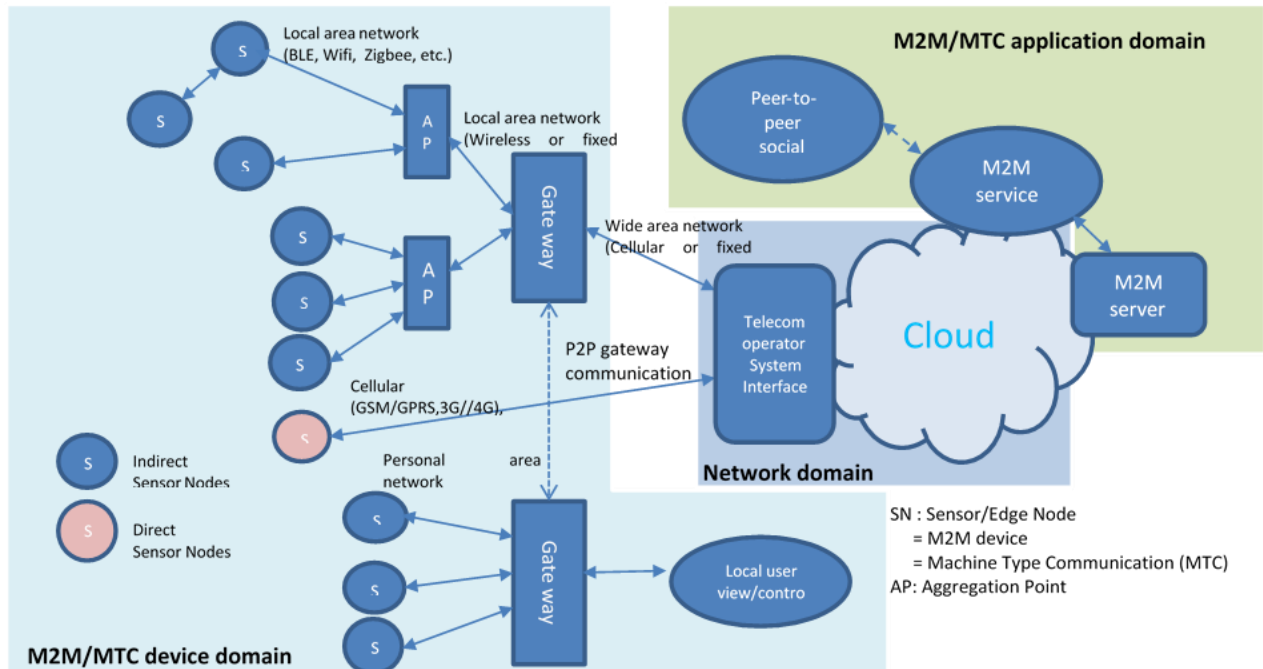 Local area network
(BLE, Wifi, Zigbee, etc.)
M2M/MTC application domain
S
S
S
A
P
Local area network
(Wireless or fixed
Gate way
Peer-to-
peer
social
M2M
service
Wide area network
(Cellular or fixed
S
S
S
A
P
M2M
server
Telecom
operator
System
Interface
Cloud
P2P gateway
communication
Cellular
(GSM/GPRS,3G//4G),
S
Network domain
S
Indirect
Sensor Nodes
S
Direct
Sensor Nodes
Personal area
network
S
S
S
Gate way
Local user
view/contro
SN : Sensor/Edge Node
= M2M device
= Machine Type Communication (MTC)
AP: Aggregation Point
M2M/MTC device domain